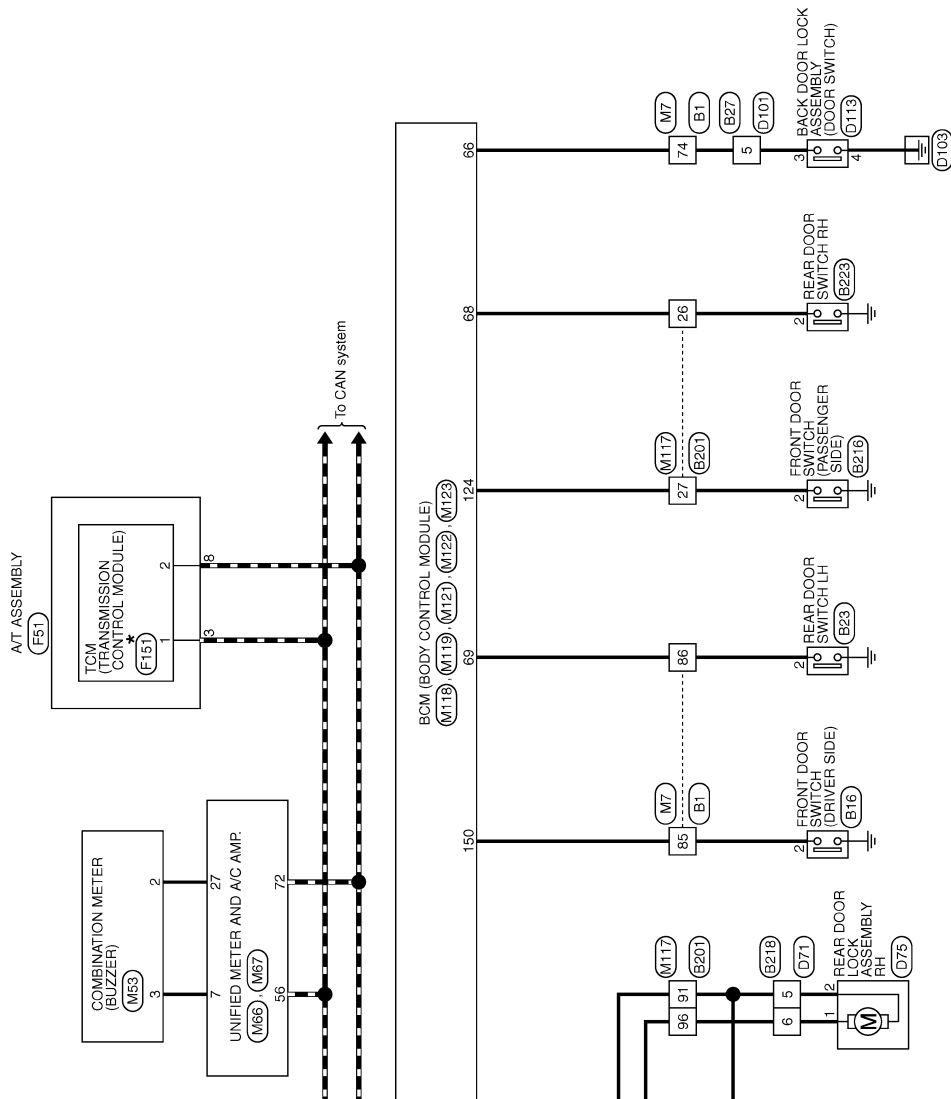 A/T ASSEMBLY
F51
TCM
(TRANSMISSION
CONTROL MODULE)
*
F151
1
2
3
8
COMBINATION METER
(BUZZER)
M53
3
2
7
27
UNIFIED METER AND A/C AMP.
M66 , M67
56
72
To CAN system
BCM (BODY CONTROL MODULE)
M118 , M119 , M121 , M122 , M123
150
69
124
68
66
M117
B201
91
96
B218
D71
5
6
2
1
M
REAR DOOR
LOCK
ASSEMBLY
RH
D75
M7
B1
85
2
FRONT DOOR
SWITCH
(DRIVER SIDE)
B16
86
2
REAR DOOR
SWITCH LH
B23
M117
B201
27
2
FRONT DOOR
SWITCH
(PASSENGER
SIDE)
B216
26
2
REAR DOOR
SWITCH RH
B223
M7
B1
74
B27
D101
5
3
4
BACK DOOR LOCK
ASSEMBLY
(DOOR SWITCH)
D113
D103